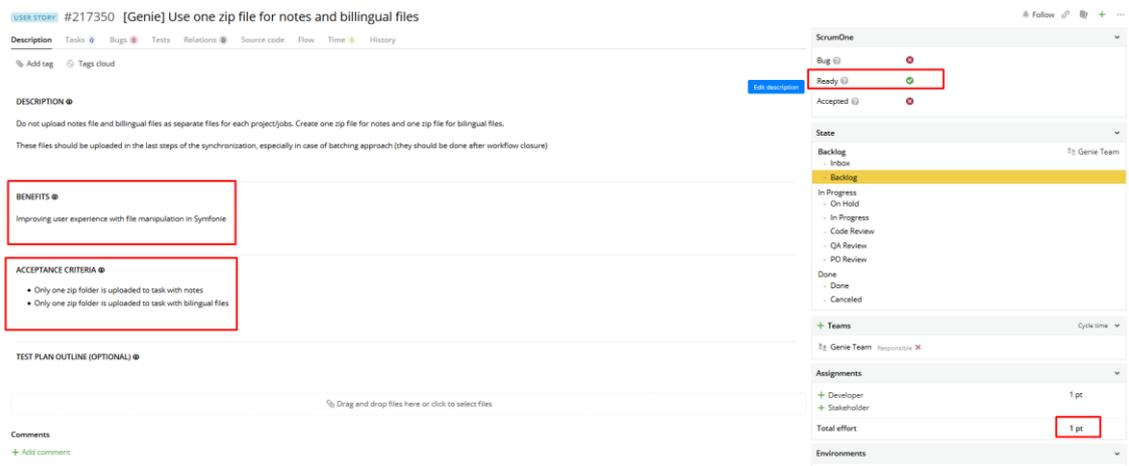 USER STORY #217350 [Genie] Use one zip file for notes and billingual files
Follow
Description Tasks 0 Bugs 0 Tests Relations 0 Source code Flow Time 0 History
Add tag Tags cloud
Edit description
DESCRIPTION
Do not upload notes file and billingual files as separate files for each project/jobs. Create one zip file for notes and one zip file for bilingual files.
These files should be uploaded in the last steps of the synchronization, especially in case of batching approach (they should be done after workflow closure)
BENEFITS
Improving user experience with file manipulation in Symfonie
ACCEPTANCE CRITERIA
• Only one zip folder is uploaded to task with notes
• Only one zip folder is uploaded to task with bilingual files
TEST PLAN OUTLINE (OPTIONAL)
Drag and drop files here or click to select files
Comments
+ Add comment
ScrumOne
Bug
Ready
Accepted
State
Backlog Genie Team
- Inbox
- Backlog
In Progress
- On Hold
- In Progress
- Code Review
- QA Review
- PO Review
Done
- Done
- Canceled
+ Teams Cycle time
Genie Team Responsible
Assignments
+ Developer 1 pt
+ Stakeholder
Total effort 1 pt
Environments